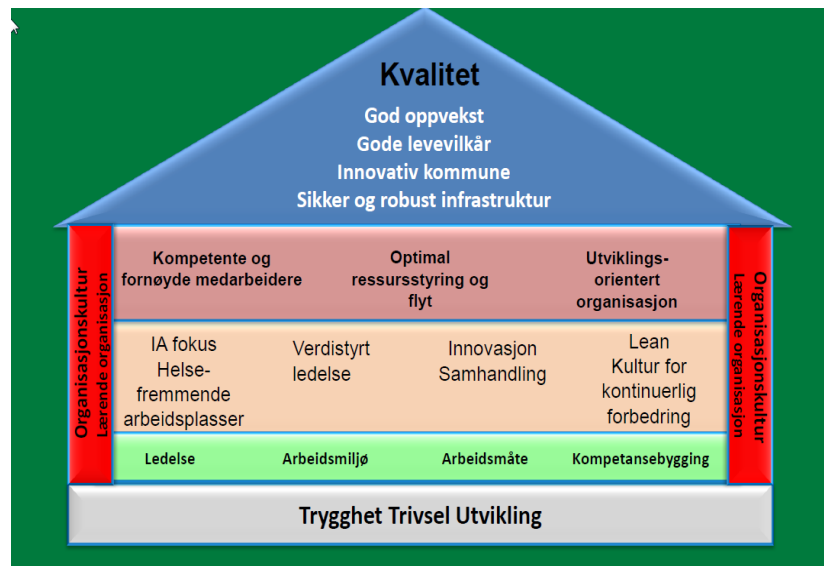 Kvalitet
God oppvekst
Gode levevilkår
Innovativ kommune
Sikker og robust infrastruktur
Organisasjonskultur
Lærende organisasjon
Kompetente og
fornøyde medarbeidere
Optimal
ressursstyring og
flyt
Utviklings-
orientert
organisasjon
IA fokus
Helse-
fremmende
arbeidsplasser
Verdistyrt
ledelse
Innovasjon
Samhandling
Lean
Kultur for
kontinuerlig
forbedring
Ledelse
Arbeidsmiljø
Arbeidsmåte
Kompetansebygging
Organisasjonskultur
Lærende organisasjon
Trygghet Trivsel Utvikling